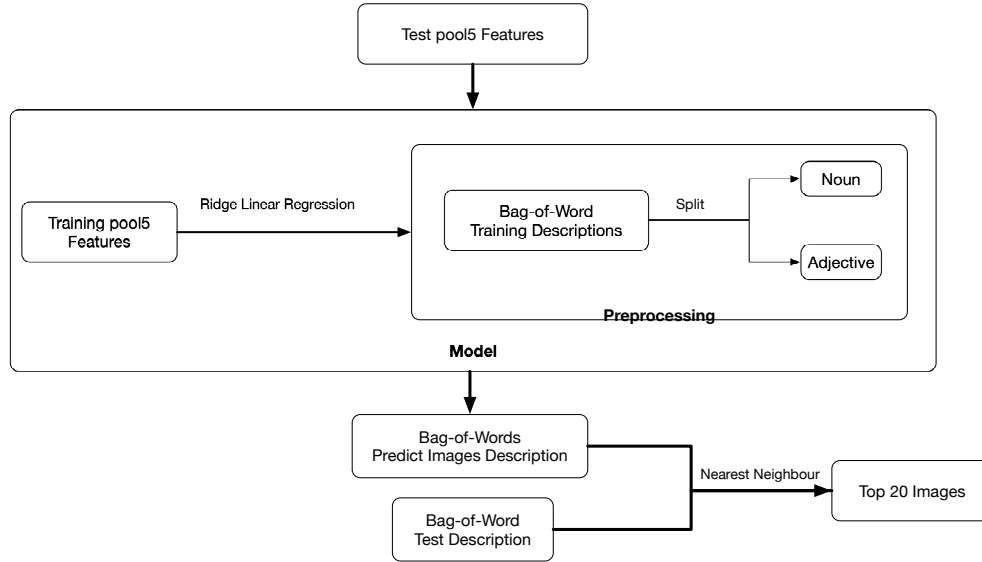 Test pool5 Features
Ridge Linear Regression
Training pool5
Features
Bag-of-Word
Training Descriptions
Split
Noun
Adjective
Preprocessing
Model
Bag-of-Words
Predict Images Description
Bag-of-Word
Test Description
Nearest Neighbour
Top 20 Images